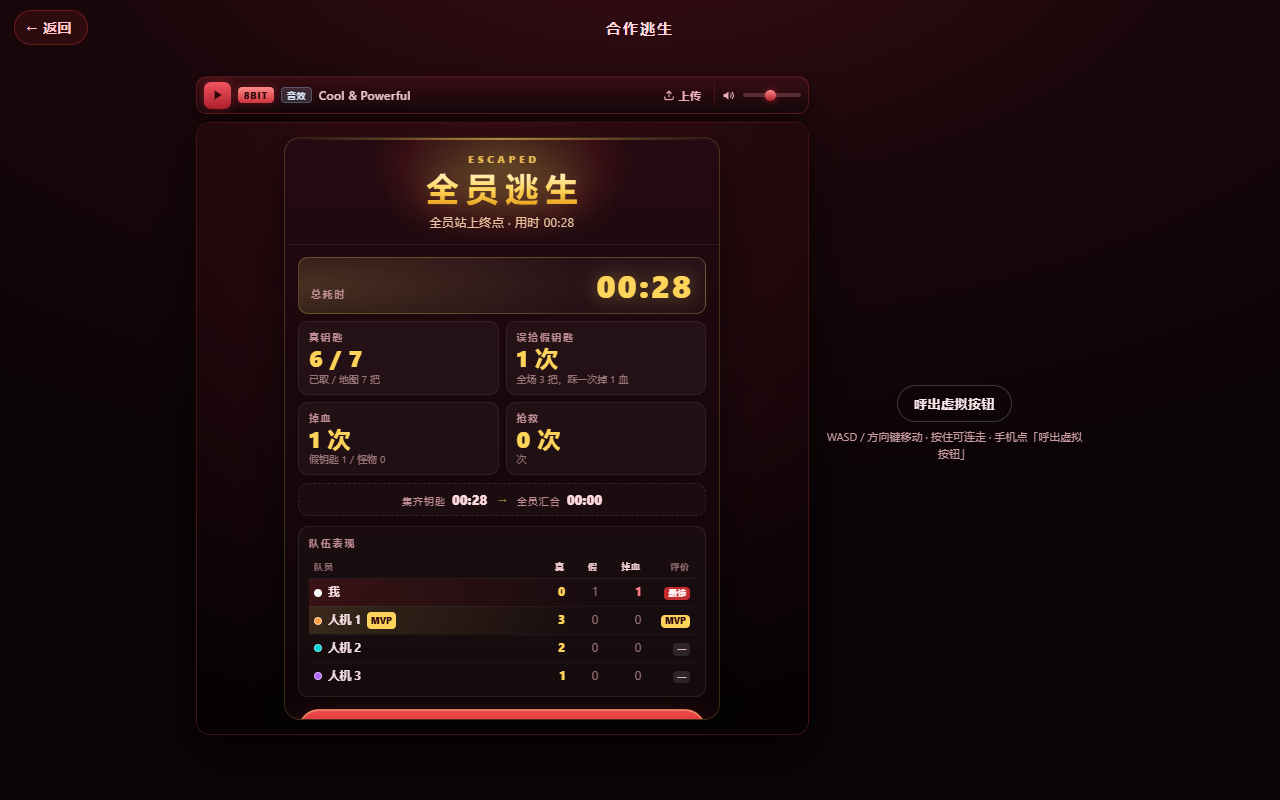 ← 返回
合作逃生
8BIT 音效 Cool & Powerful 上传
ESCAPED
全员逃生
全员站上终点 · 用时 00:28
总耗时 00:28
真钥匙
6 / 7
已取 / 地图 7 把
误拾假钥匙
1 次
全场 3 把，踩一次掉 1 血
掉血
1 次
假钥匙 1 / 怪物 0
抢救
0 次
次
集齐钥匙 00:28 → 全员汇合 00:00
队伍表现
队员 真 假 掉血 评价
我 0 1 1 最惨
人机 1 MVP 3 0 0 MVP
人机 2 2 0 0 —
人机 3 1 0 0 —
呼出虚拟按钮
WASD / 方向键移动 · 按住可连走 · 手机点「呼出虚拟
按钮」